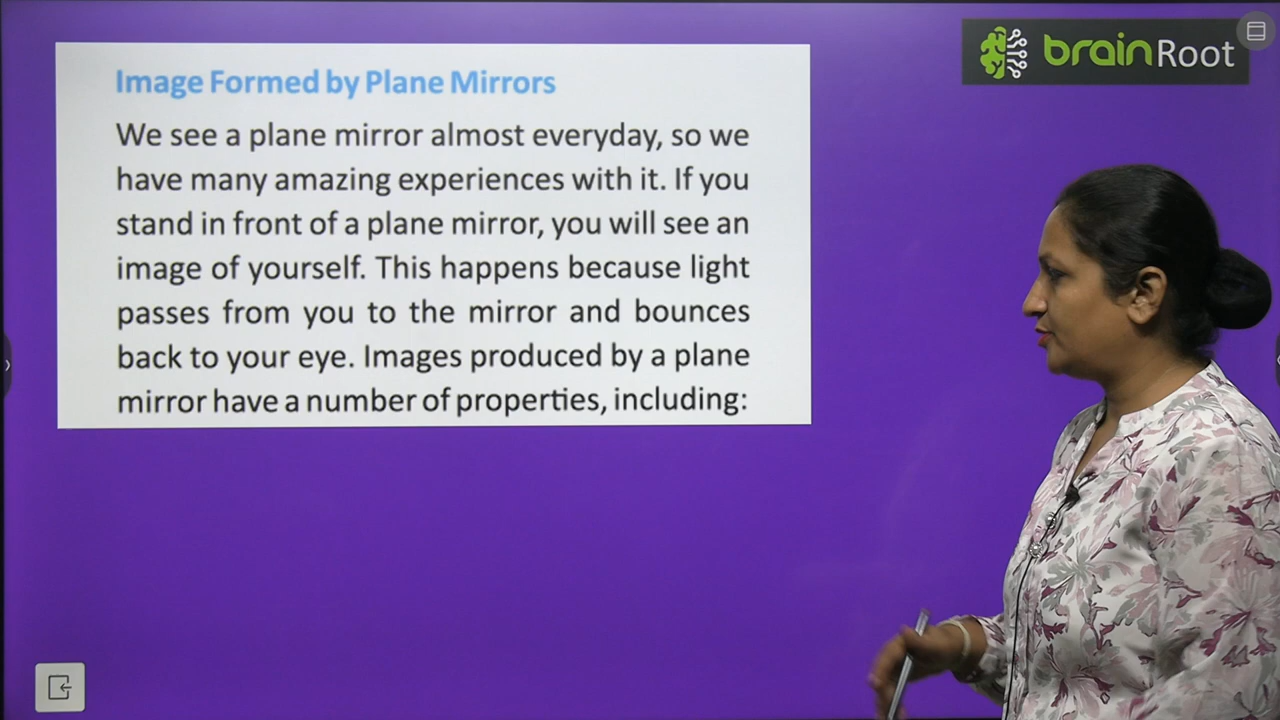 brainRoot
Image Formed by Plane Mirrors
We see a plane mirror almost everyday, so we
have many amazing experiences with it. If you
stand in front of a plane mirror, you will see an
image of yourself. This happens because light
passes from you to the mirror and bounces
back to your eye. Images produced by a plane
mirror have a number of properties, including: